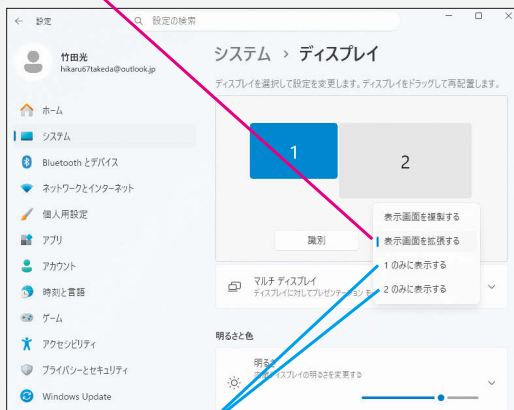 設定
設定の検索
竹田光
hikaru67takeda@outlook.jp
ホーム
システム
Bluetooth とデバイス
ネットワークとインターネット
個人用設定
アプリ
アカウント
時刻と言語
ゲーム
アクセシビリティ
プライバシーとセキュリティ
Windows Update
システム › ディスプレイ
ディスプレイを選択して設定を変更します。ディスプレイをドラッグして再配置します。
1
2
識別
表示画面を複製する
表示画面を拡張する
1 のみに表示する
2 のみに表示する
マルチ ディスプレイ
ディスプレイに対してプレゼンテーション モー
明るさと色
明るさ
ディスプレイの明るさを変更する